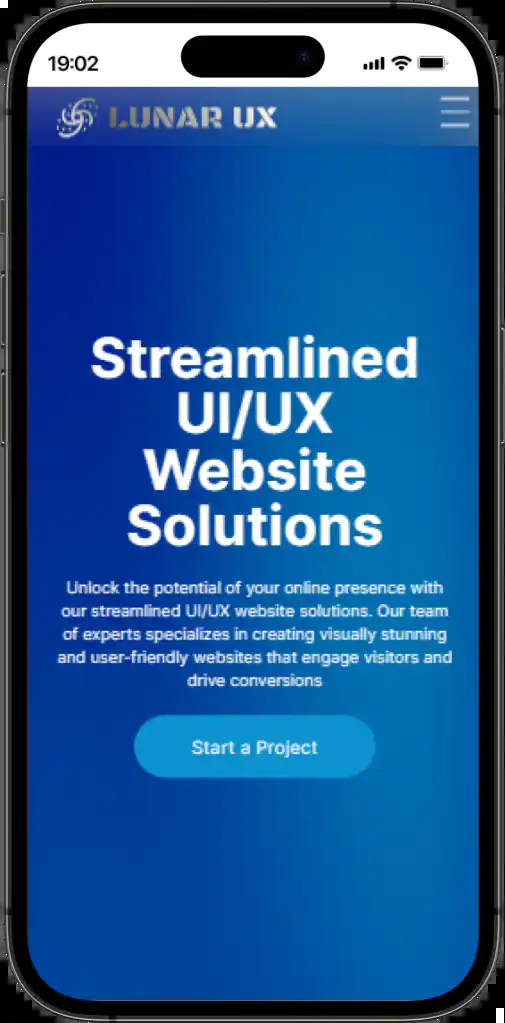 19:02
LUNAR UX
Streamlined
UI/UX
Website
Solutions
Unlock the potential of your online presence with
our streamlined UI/UX website solutions. Our team
of experts specializes in creating visually stunning
and user-friendly websites that engage visitors and
drive conversions
Start a Project